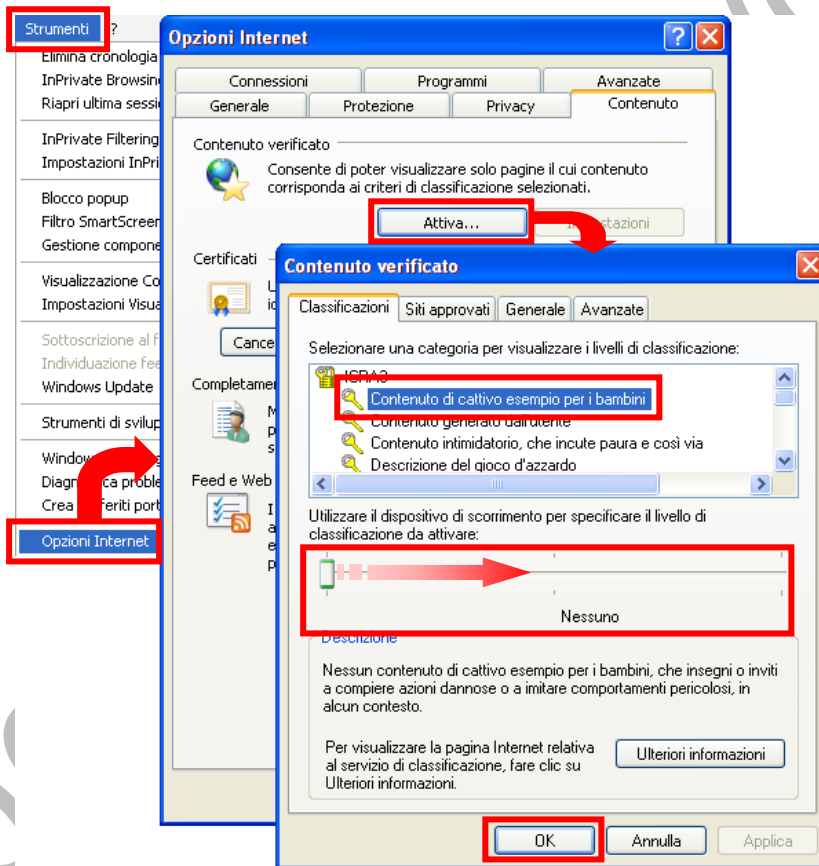 Strumenti ?
Elimina cronologia
InPrivate Browsin
Riapri ultima sessi
InPrivate Filtering
Impostazioni InPri
Blocco popup
Filtro SmartScreen
Gestione compone
Visualizzazione Co
Impostazioni Visua
Sottoscrizione al f
Individuazione fee
Windows Update
Strumenti di svilup
Window
Diagn ca proble
Crea feriti port
Opzioni Internet
Opzioni Internet
Connessioni Programmi Avanzate
Generale Protezione Privacy Contenuto
Contenuto verificato
Consente di poter visualizzare solo pagine il cui contenuto
corrisponda ai criteri di classificazione selezionati.
Attiva... Impostazioni
Certificati
Cance
Completamen
Feed e Web
Contenuto verificato
Classificazioni Siti approvati Generale Avanzate
Selezionare una categoria per visualizzare i livelli di classificazione:
ICRA3
Contenuto di cattivo esempio per i bambini
Contenuto generato dall'utente
Contenuto intimidatorio, che incute paura e così via
Descrizione del gioco d'azzardo
Utilizzare il dispositivo di scorrimento per specificare il livello di
classificazione da attivare:
Nessuno
Descrizione
Nessun contenuto di cattivo esempio per i bambini, che insegni o inviti
a compiere azioni dannose o a imitare comportamenti pericolosi, in
alcun contesto.
Per visualizzare la pagina Internet relativa
al servizio di classificazione, fare clic su
Ulteriori informazioni.
Ulteriori informazioni
OK Annulla Applica